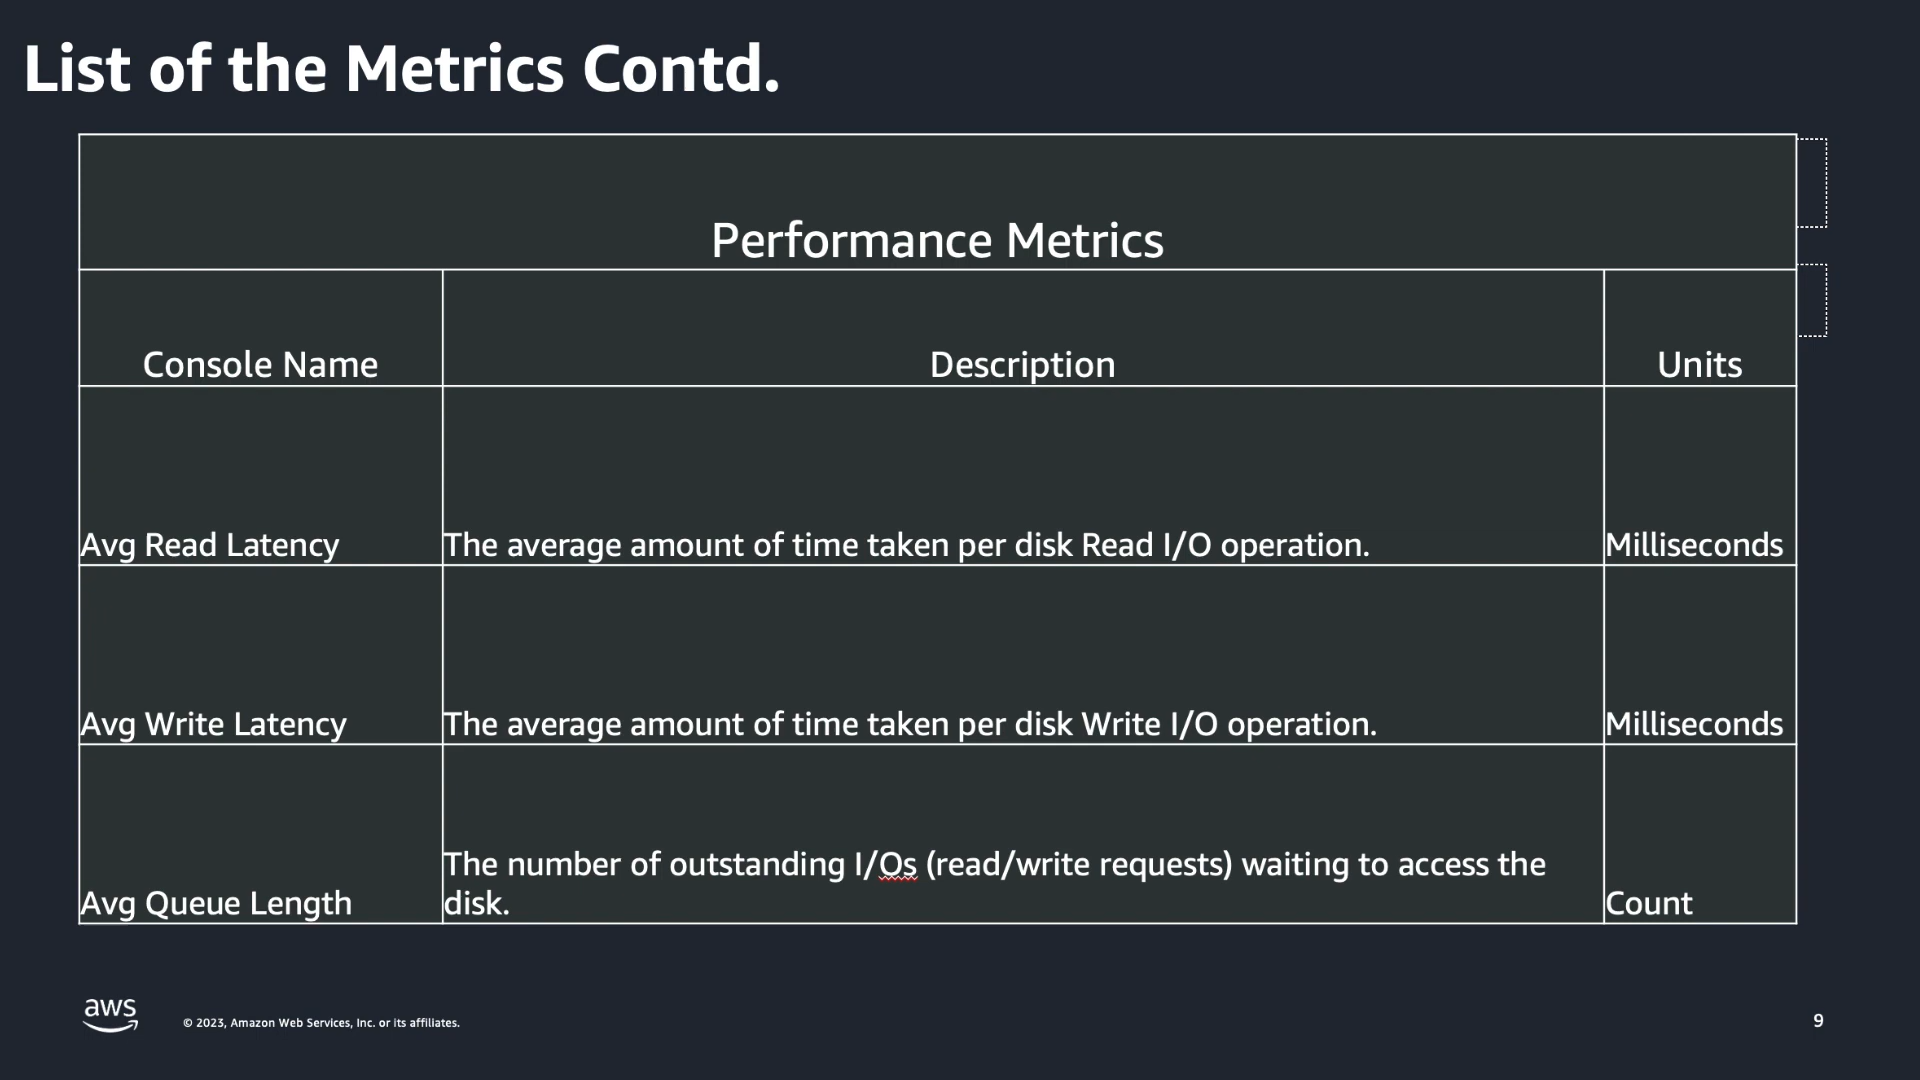 List of the Metrics Contd.
Performance Metrics
Console Name Description Units
Avg Read Latency The average amount of time taken per disk Read I/O operation. Milliseconds
Avg Write Latency The average amount of time taken per disk Write I/O operation. Milliseconds
The number of outstanding I/Os (read/write requests) waiting to access the
Avg Queue Length disk. Count
aws
© 2023, Amazon Web Services, Inc. or its affiliates.
9